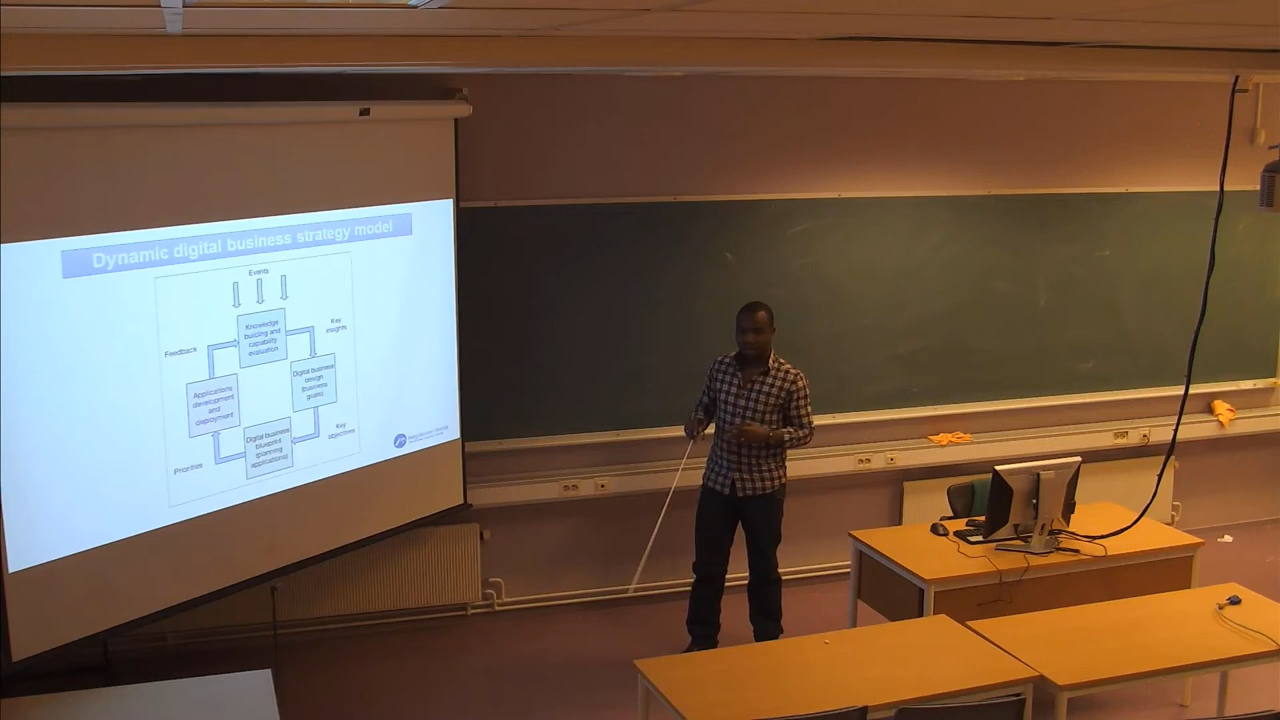 Dynamic digital business strategy model
Events
Knowledge
building and
capability
evaluation
Key
insights
Feedback
Digital business
design
(business
goals)
Applications
development
and
deployment
Digital business
blueprint (planning
applications)
Key
objectives
Priorities